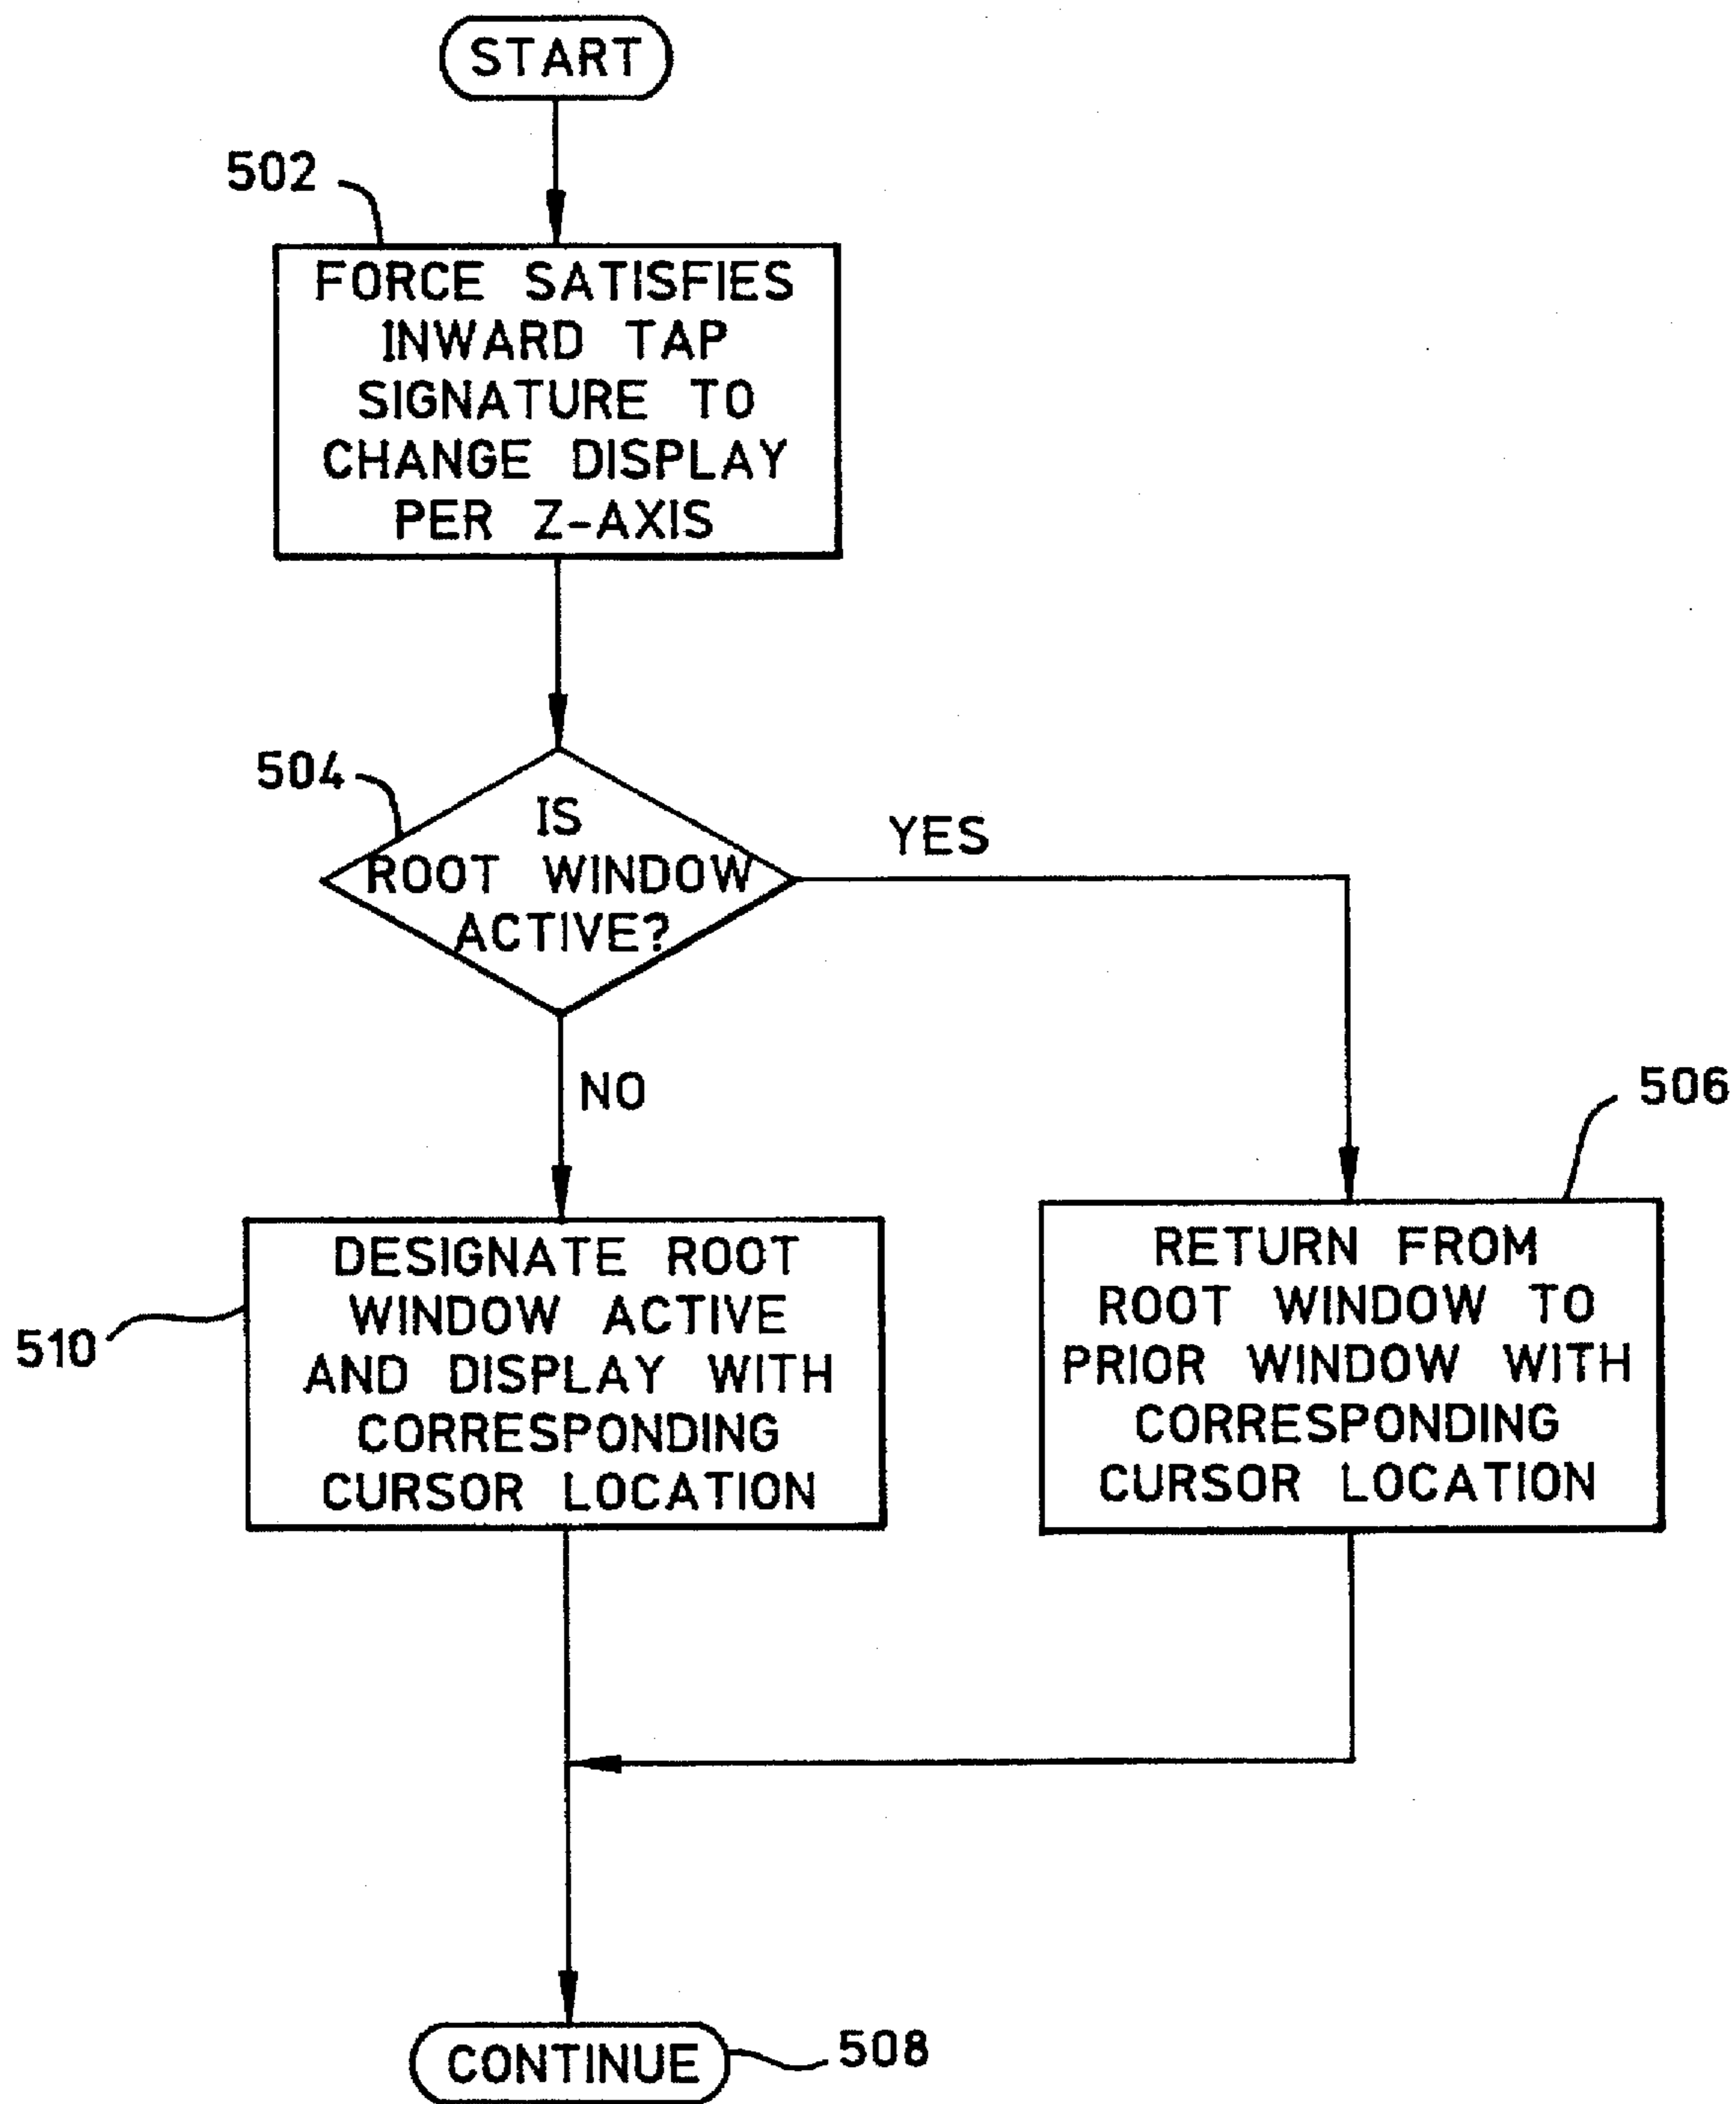 START
502
FORCE SATISFIES
INWARD TAP
SIGNATURE TO
CHANGE DISPLAY
PER Z-AXIS
504
IS
ROOT WINDOW
ACTIVE?
YES
NO
506
RETURN FROM
ROOT WINDOW TO
PRIOR WINDOW WITH
CORRESPONDING
CURSOR LOCATION
510
DESIGNATE ROOT
WINDOW ACTIVE
AND DISPLAY WITH
CORRESPONDING
CURSOR LOCATION
CONTINUE
508